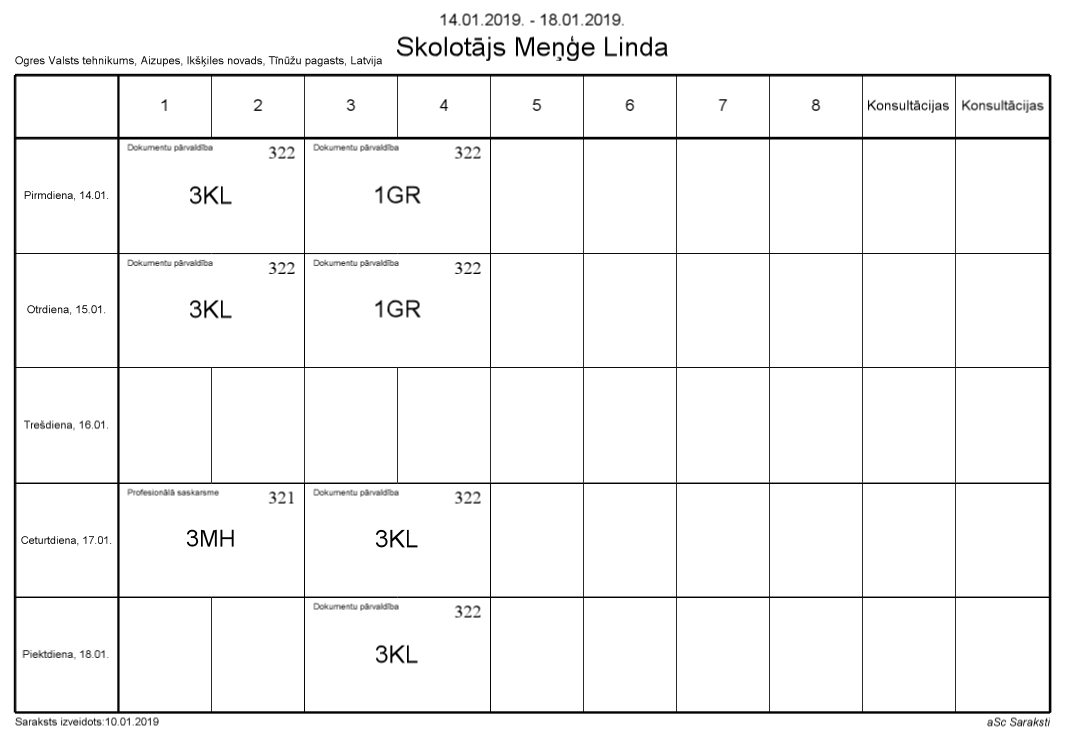 14.01.2019. - 18.01.2019.
Skolotājs Meņģe Linda
Ogres Valsts tehnikums, Aizupes, Ikšķiles novads, Tīnūžu pagasts, Latvija
1 2 3 4 5 6 7 8 Konsultācijas Konsultācijas
Dokumentu pārvaldība 322 Dokumentu pārvaldība 322
Pirmdiena, 14.01. 3KL 1GR
Dokumentu pārvaldība 322 Dokumentu pārvaldība 322
Otrdiena, 15.01. 3KL 1GR
Trešdiena, 16.01.
Profesionālā saskarsme 321 Dokumentu pārvaldība 322
Ceturtdiena, 17.01. 3MH 3KL
Dokumentu pārvaldība 322
Piektdiena, 18.01. 3KL
Saraksts izveidots:10.01.2019 aSc Saraksti